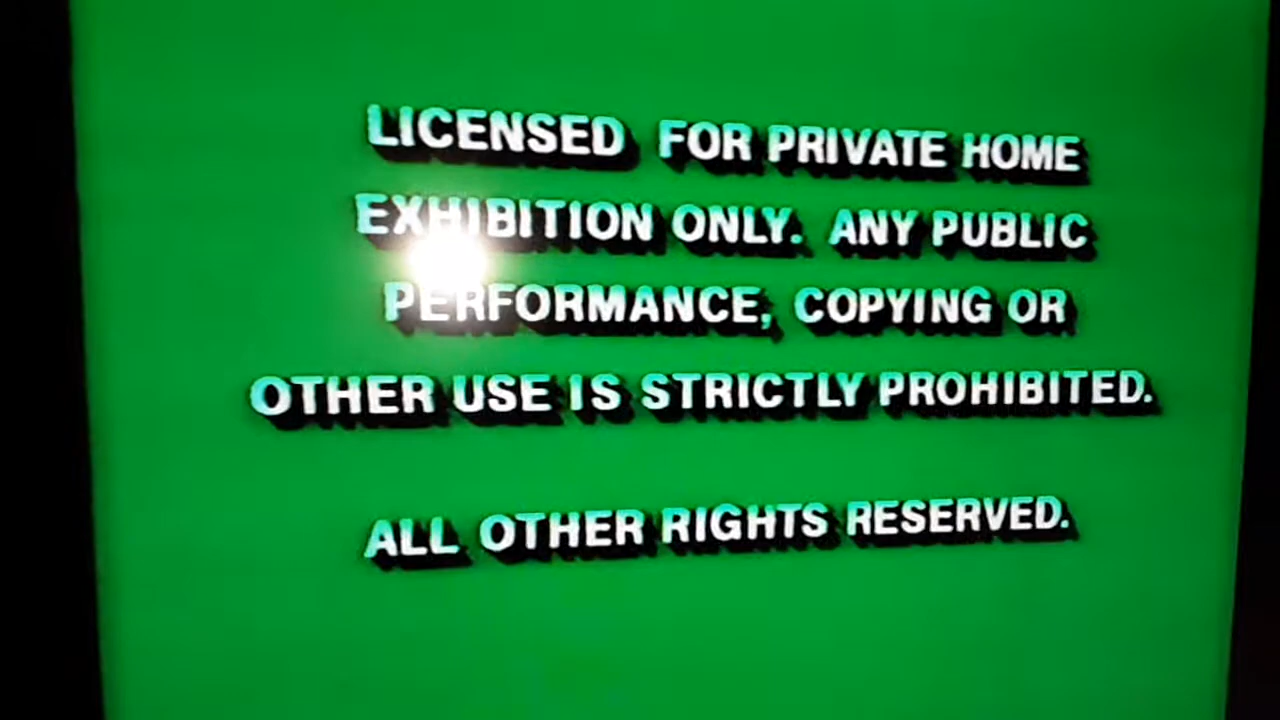 LICENSED FOR PRIVATE HOME
EXHIBITION ONLY. ANY PUBLIC
PERFORMANCE, COPYING OR
OTHER USE IS STRICTLY PROHIBITED.
ALL OTHER RIGHTS RESERVED.